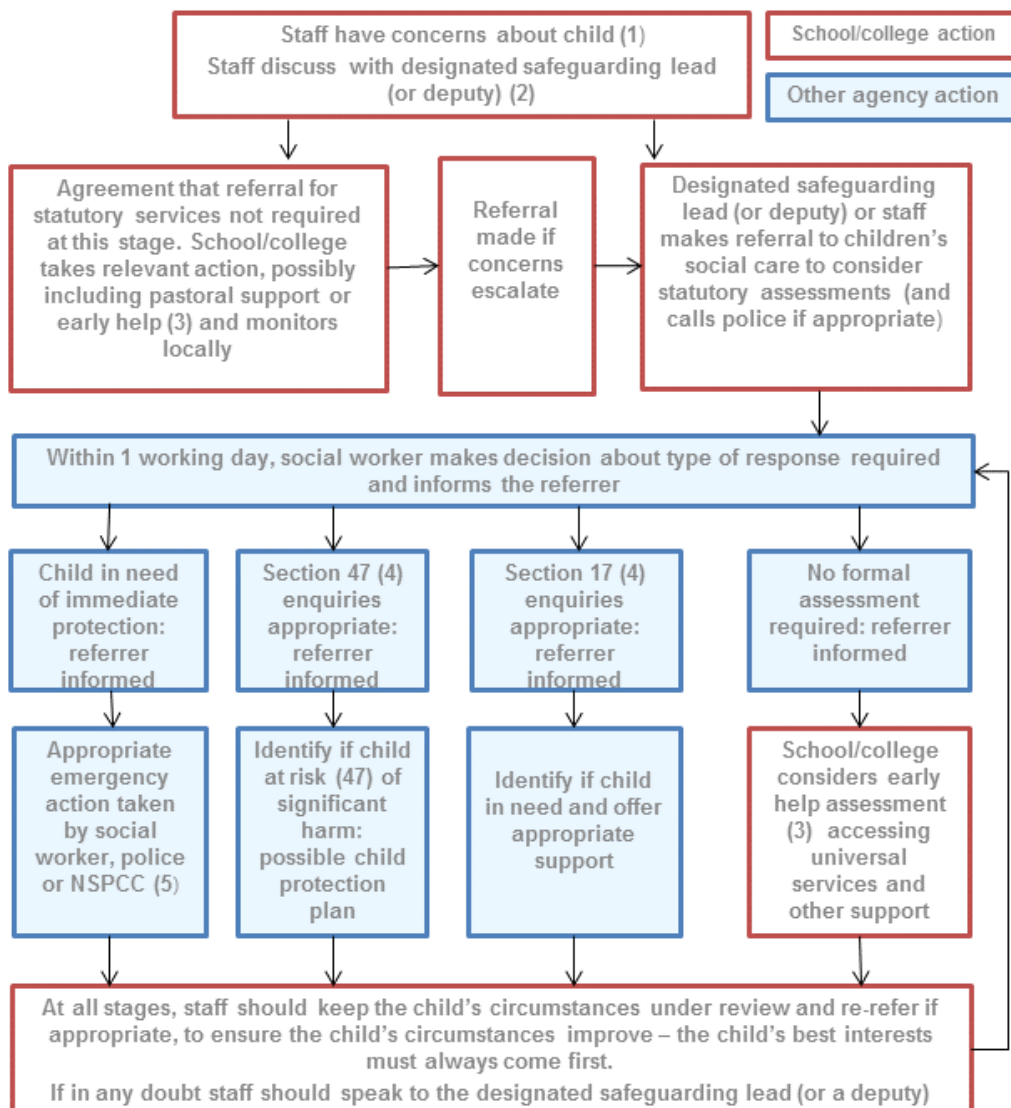 Staff have concerns about child (1)
Staff discuss with designated safeguarding lead
(or deputy) (2)
School/college action
Other agency action
Agreement that referral for
statutory services not required
at this stage. School/college
takes relevant action, possibly
including pastoral support or
early help (3) and monitors
locally
Referral
made if
concerns
escalate
Designated safeguarding
lead (or deputy) or staff
makes referral to children’s
social care to consider
statutory assessments (and
calls police if appropriate)
Within 1 working day, social worker makes decision about type of response required
and informs the referrer
Child in need
of immediate
protection:
referrer
informed
Section 47 (4)
enquiries
appropriate:
referrer
informed
Section 17 (4)
enquiries
appropriate:
referrer
informed
No formal
assessment
required: referrer
informed
Appropriate
emergency
action taken
by social
worker, police
or NSPCC (5)
Identify if child
at risk (47) of
significant
harm:
possible child
protection
plan
Identify if child
in need and offer
appropriate
support
School/college
considers early
help assessment
(3) accessing
universal
services and
other support
At all stages, staff should keep the child’s circumstances under review and re-refer if
appropriate, to ensure the child’s circumstances improve – the child’s best interests
must always come first.
If in any doubt staff should speak to the designated safeguarding lead (or a deputy)